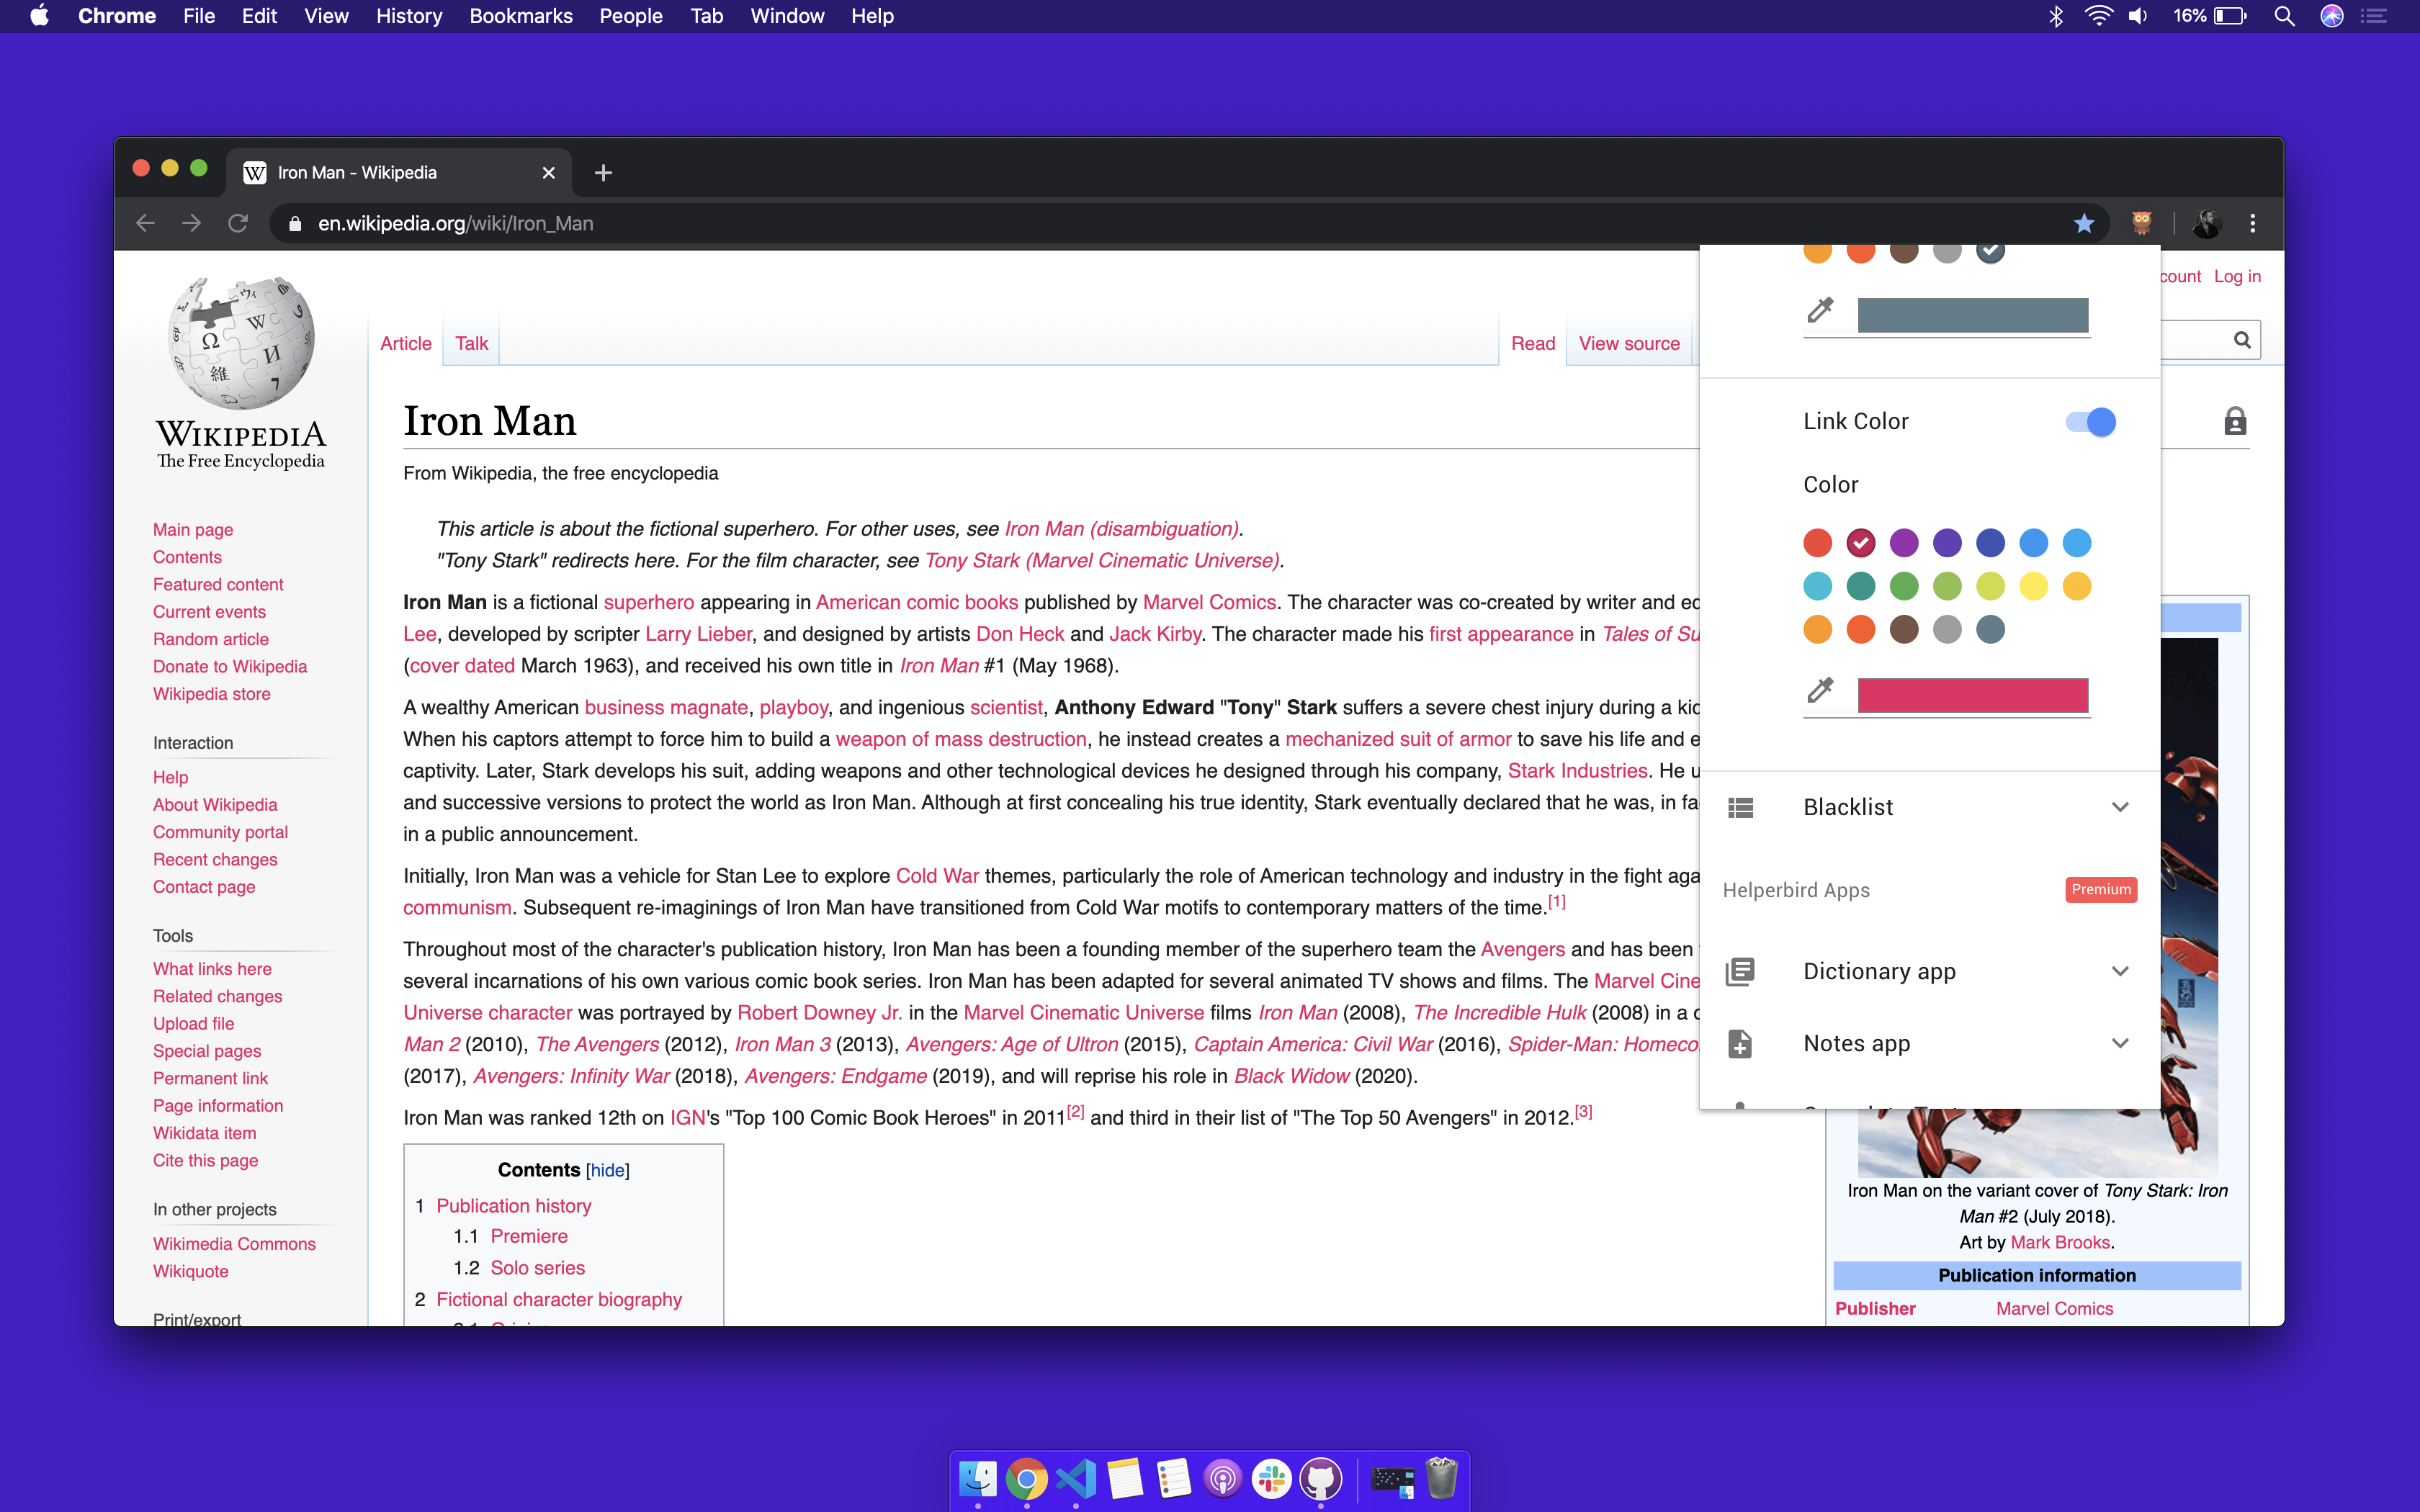 Chrome File Edit View History Bookmarks People Tab Window Help
16%
Iron Man - Wikipedia
en.wikipedia.org/wiki/Iron_Man
count Log in
WIKIPEDIA
The Free Encyclopedia
Article Talk
Read View source
Iron Man
From Wikipedia, the free encyclopedia
This article is about the fictional superhero. For other uses, see Iron Man (disambiguation).
"Tony Stark" redirects here. For the film character, see Tony Stark (Marvel Cinematic Universe).
Iron Man is a fictional superhero appearing in American comic books published by Marvel Comics. The character was co-created by writer and ed
Lee, developed by scripter Larry Lieber, and designed by artists Don Heck and Jack Kirby. The character made his first appearance in Tales of Su
(cover dated March 1963), and received his own title in Iron Man #1 (May 1968).
A wealthy American business magnate, playboy, and ingenious scientist, Anthony Edward "Tony" Stark suffers a severe chest injury during a kid
When his captors attempt to force him to build a weapon of mass destruction, he instead creates a mechanized suit of armor to save his life and e
captivity. Later, Stark develops his suit, adding weapons and other technological devices he designed through his company, Stark Industries. He u
and successive versions to protect the world as Iron Man. Although at first concealing his true identity, Stark eventually declared that he was, in fa
in a public announcement.
Initially, Iron Man was a vehicle for Stan Lee to explore Cold War themes, particularly the role of American technology and industry in the fight aga
communism. Subsequent re-imaginings of Iron Man have transitioned from Cold War motifs to contemporary matters of the time.[1]
Throughout most of the character's publication history, Iron Man has been a founding member of the superhero team the Avengers and has been
several incarnations of his own various comic book series. Iron Man has been adapted for several animated TV shows and films. The Marvel Cine
Universe character was portrayed by Robert Downey Jr. in the Marvel Cinematic Universe films Iron Man (2008), The Incredible Hulk (2008) in a c
Man 2 (2010), The Avengers (2012), Iron Man 3 (2013), Avengers: Age of Ultron (2015), Captain America: Civil War (2016), Spider-Man: Homeco
(2017), Avengers: Infinity War (2018), Avengers: Endgame (2019), and will reprise his role in Black Widow (2020).
Iron Man was ranked 12th on IGN's "Top 100 Comic Book Heroes" in 2011[2] and third in their list of "The Top 50 Avengers" in 2012.[3]
Contents [hide]
1 Publication history
1.1 Premiere
1.2 Solo series
2 Fictional character biography
Main page
Contents
Featured content
Current events
Random article
Donate to Wikipedia
Wikipedia store
Interaction
Help
About Wikipedia
Community portal
Recent changes
Contact page
Tools
What links here
Related changes
Upload file
Special pages
Permanent link
Page information
Wikidata item
Cite this page
In other projects
Wikimedia Commons
Wikiquote
Print/export
Link Color
Color
Blacklist
Helperbird Apps Premium
Dictionary app
Notes app
Iron Man on the variant cover of Tony Stark: Iron
Man #2 (July 2018).
Art by Mark Brooks.
Publication information
Publisher Marvel Comics